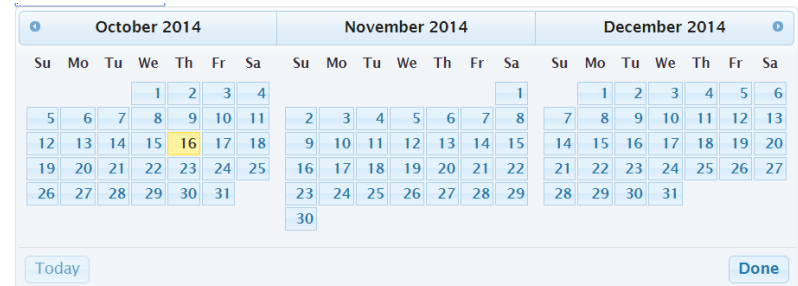 October 2014 November 2014 December 2014
Su Mo Tu We Th Fr Sa Su Mo Tu We Th Fr Sa Su Mo Tu We Th Fr Sa
1 2 3 4 1 1 2 3 4 5 6
5 6 7 8 9 10 11 2 3 4 5 6 7 8 7 8 9 10 11 12 13
12 13 14 15 16 17 18 9 10 11 12 13 14 15 14 15 16 17 18 19 20
19 20 21 22 23 24 25 16 17 18 19 20 21 22 21 22 23 24 25 26 27
26 27 28 29 30 31 23 24 25 26 27 28 29 28 29 30 31
30
Today Done